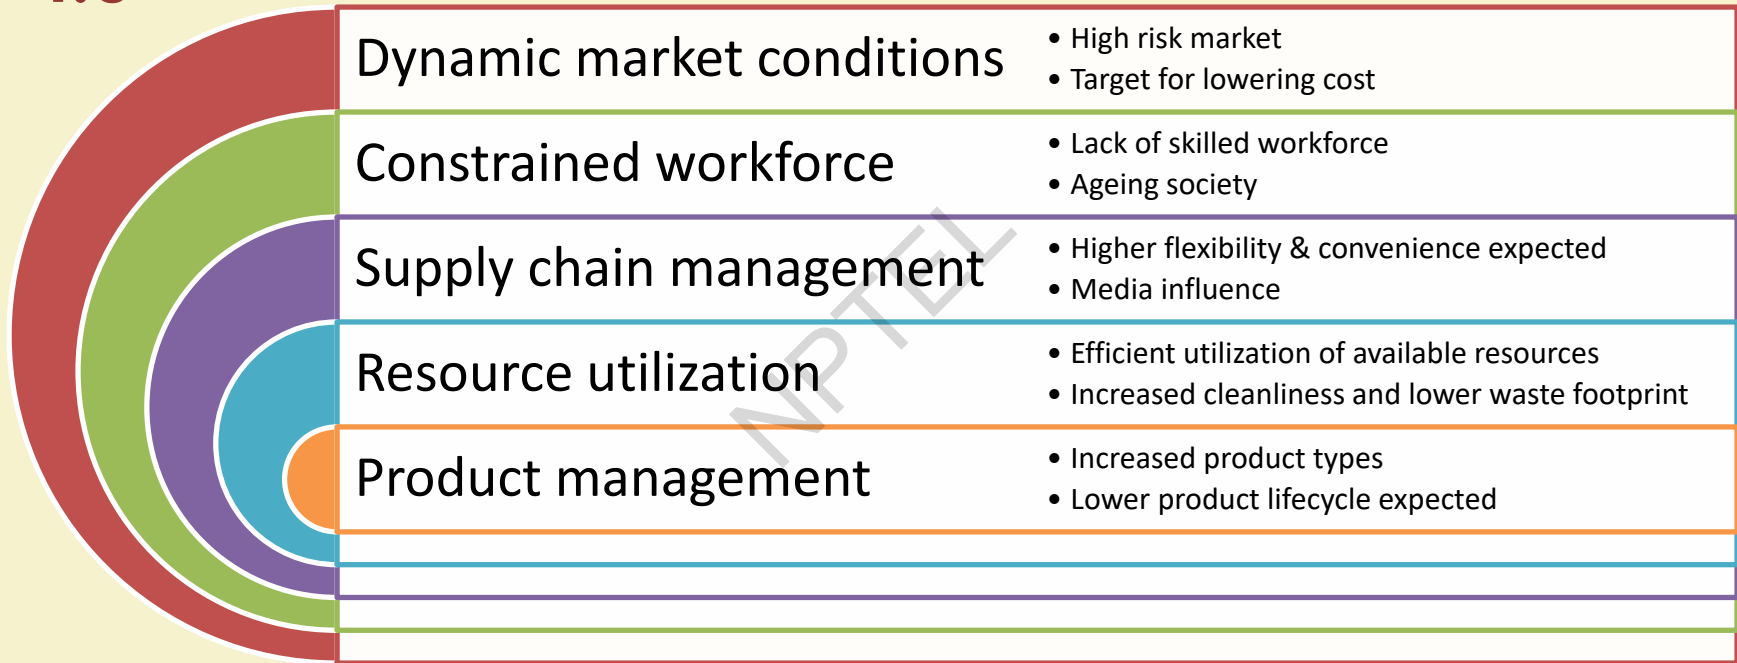 Dynamic market conditions
• High risk market
• Target for lowering cost
Constrained workforce
• Lack of skilled workforce
• Ageing society
Supply chain management
• Higher flexibility & convenience expected
• Media influence
Resource utilization
• Efficient utilization of available resources
• Increased cleanliness and lower waste footprint
Product management
• Increased product types
• Lower product lifecycle expected
NPTEL